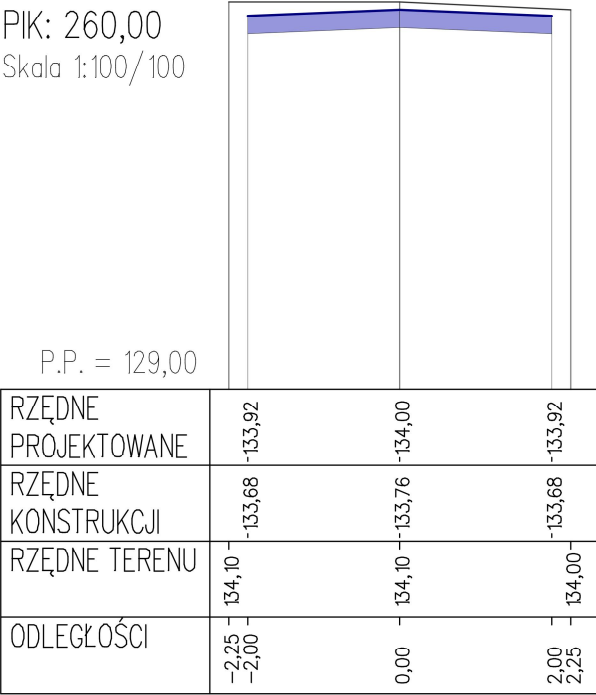 PIK: 260,00
Skala 1:100/100
P.P. = 129,00
RZĘDNE
PROJEKTOWANE
-133,92
-134,00
-133,92
RZĘDNE
KONSTRUKCJI
-133,68
-133,76
-133,68
RZĘDNE TERENU
134,10
134,10
134,00
ODLEGŁOŚCI
-2,25
-2,00
0,00
2,00
2,25